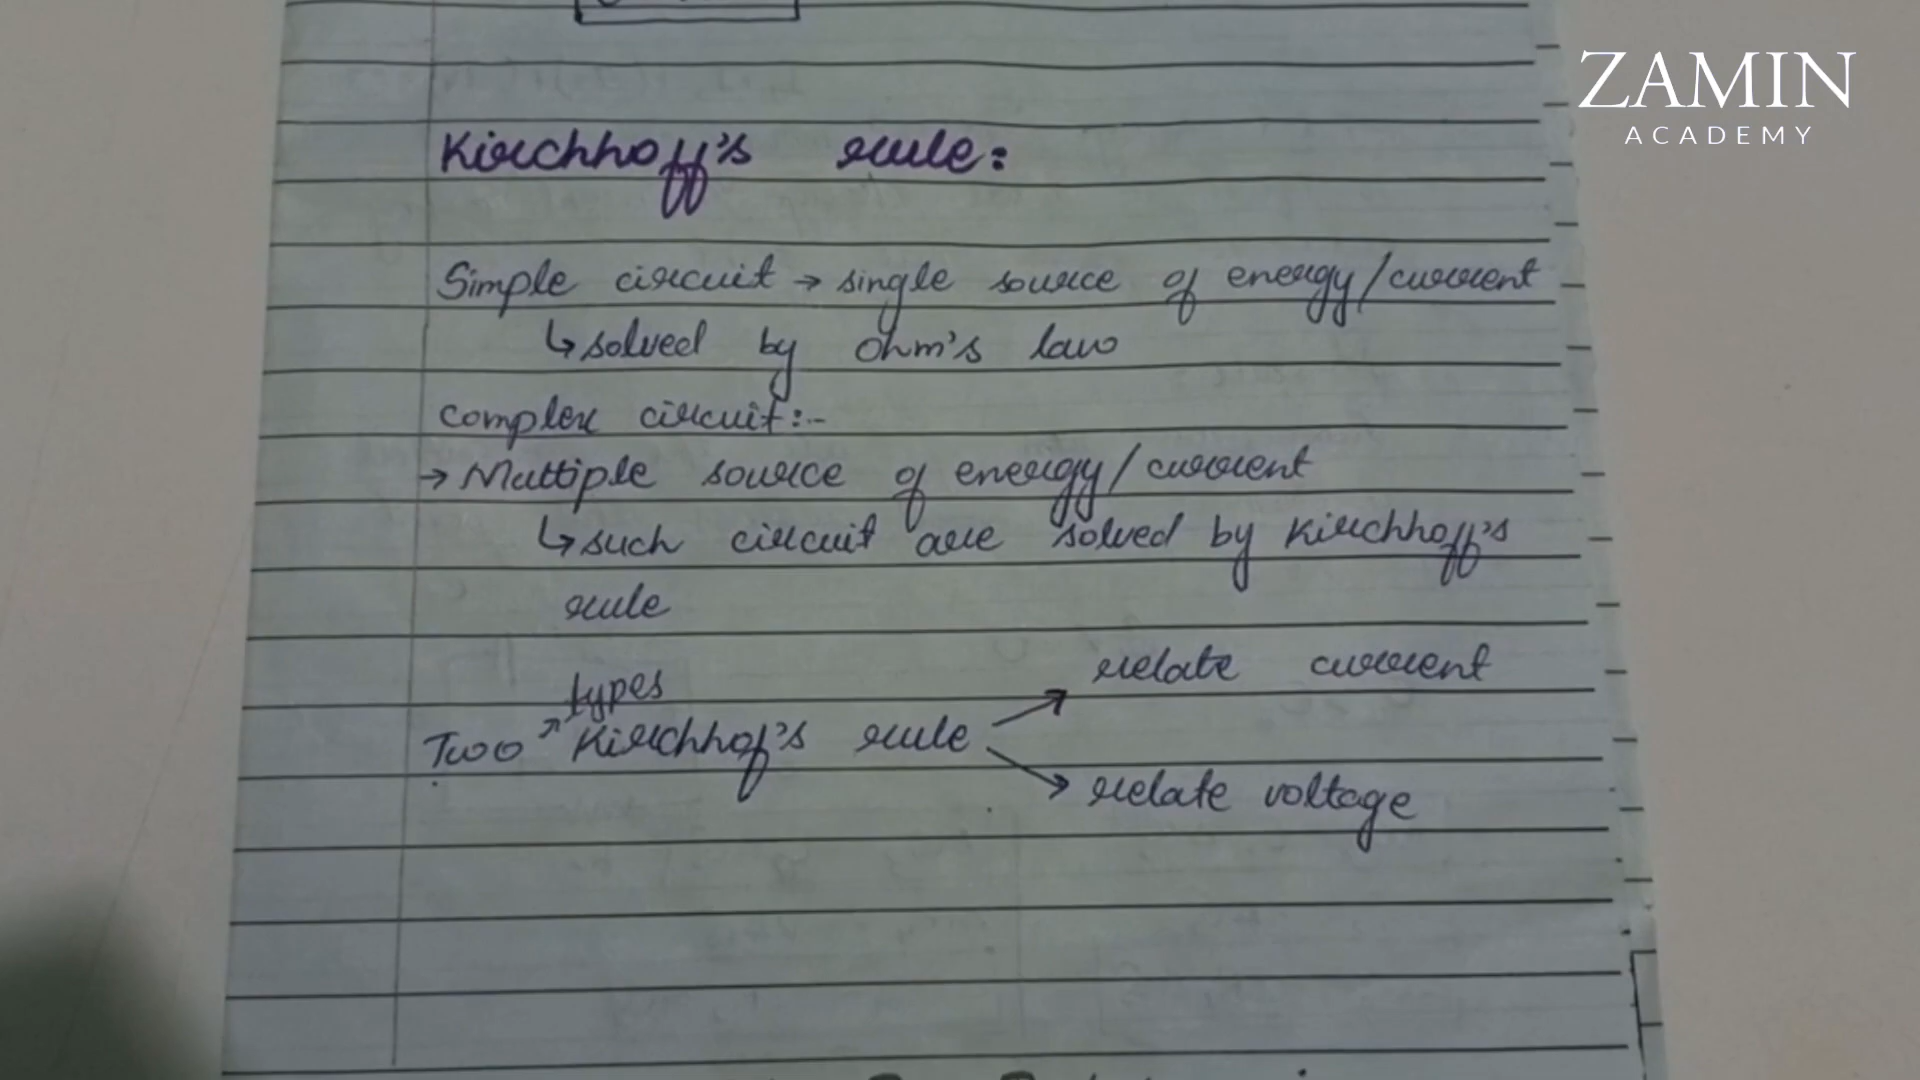 ZAMIN
ACADEMY
Kirchhoff's rule:
Simple circuit → single source of energy/current
↳ solved by ohm's law
complex circuit:-
→ Multiple source of energy/current
↳ such circuit are solved by Kirchhoff's
rule
types
Two ↗ Kirchhof's rule → relate current
→ relate voltage